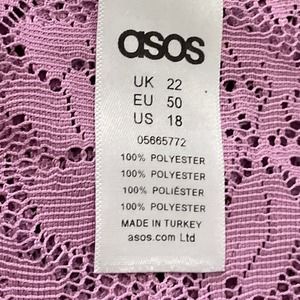 asos
UK 22
EU 50
US 18
05665772
100% POLYESTER
100% POLYESTER
100% POLIÉSTER
100% POLYESTER
MADE IN TURKEY
asos.com Ltd